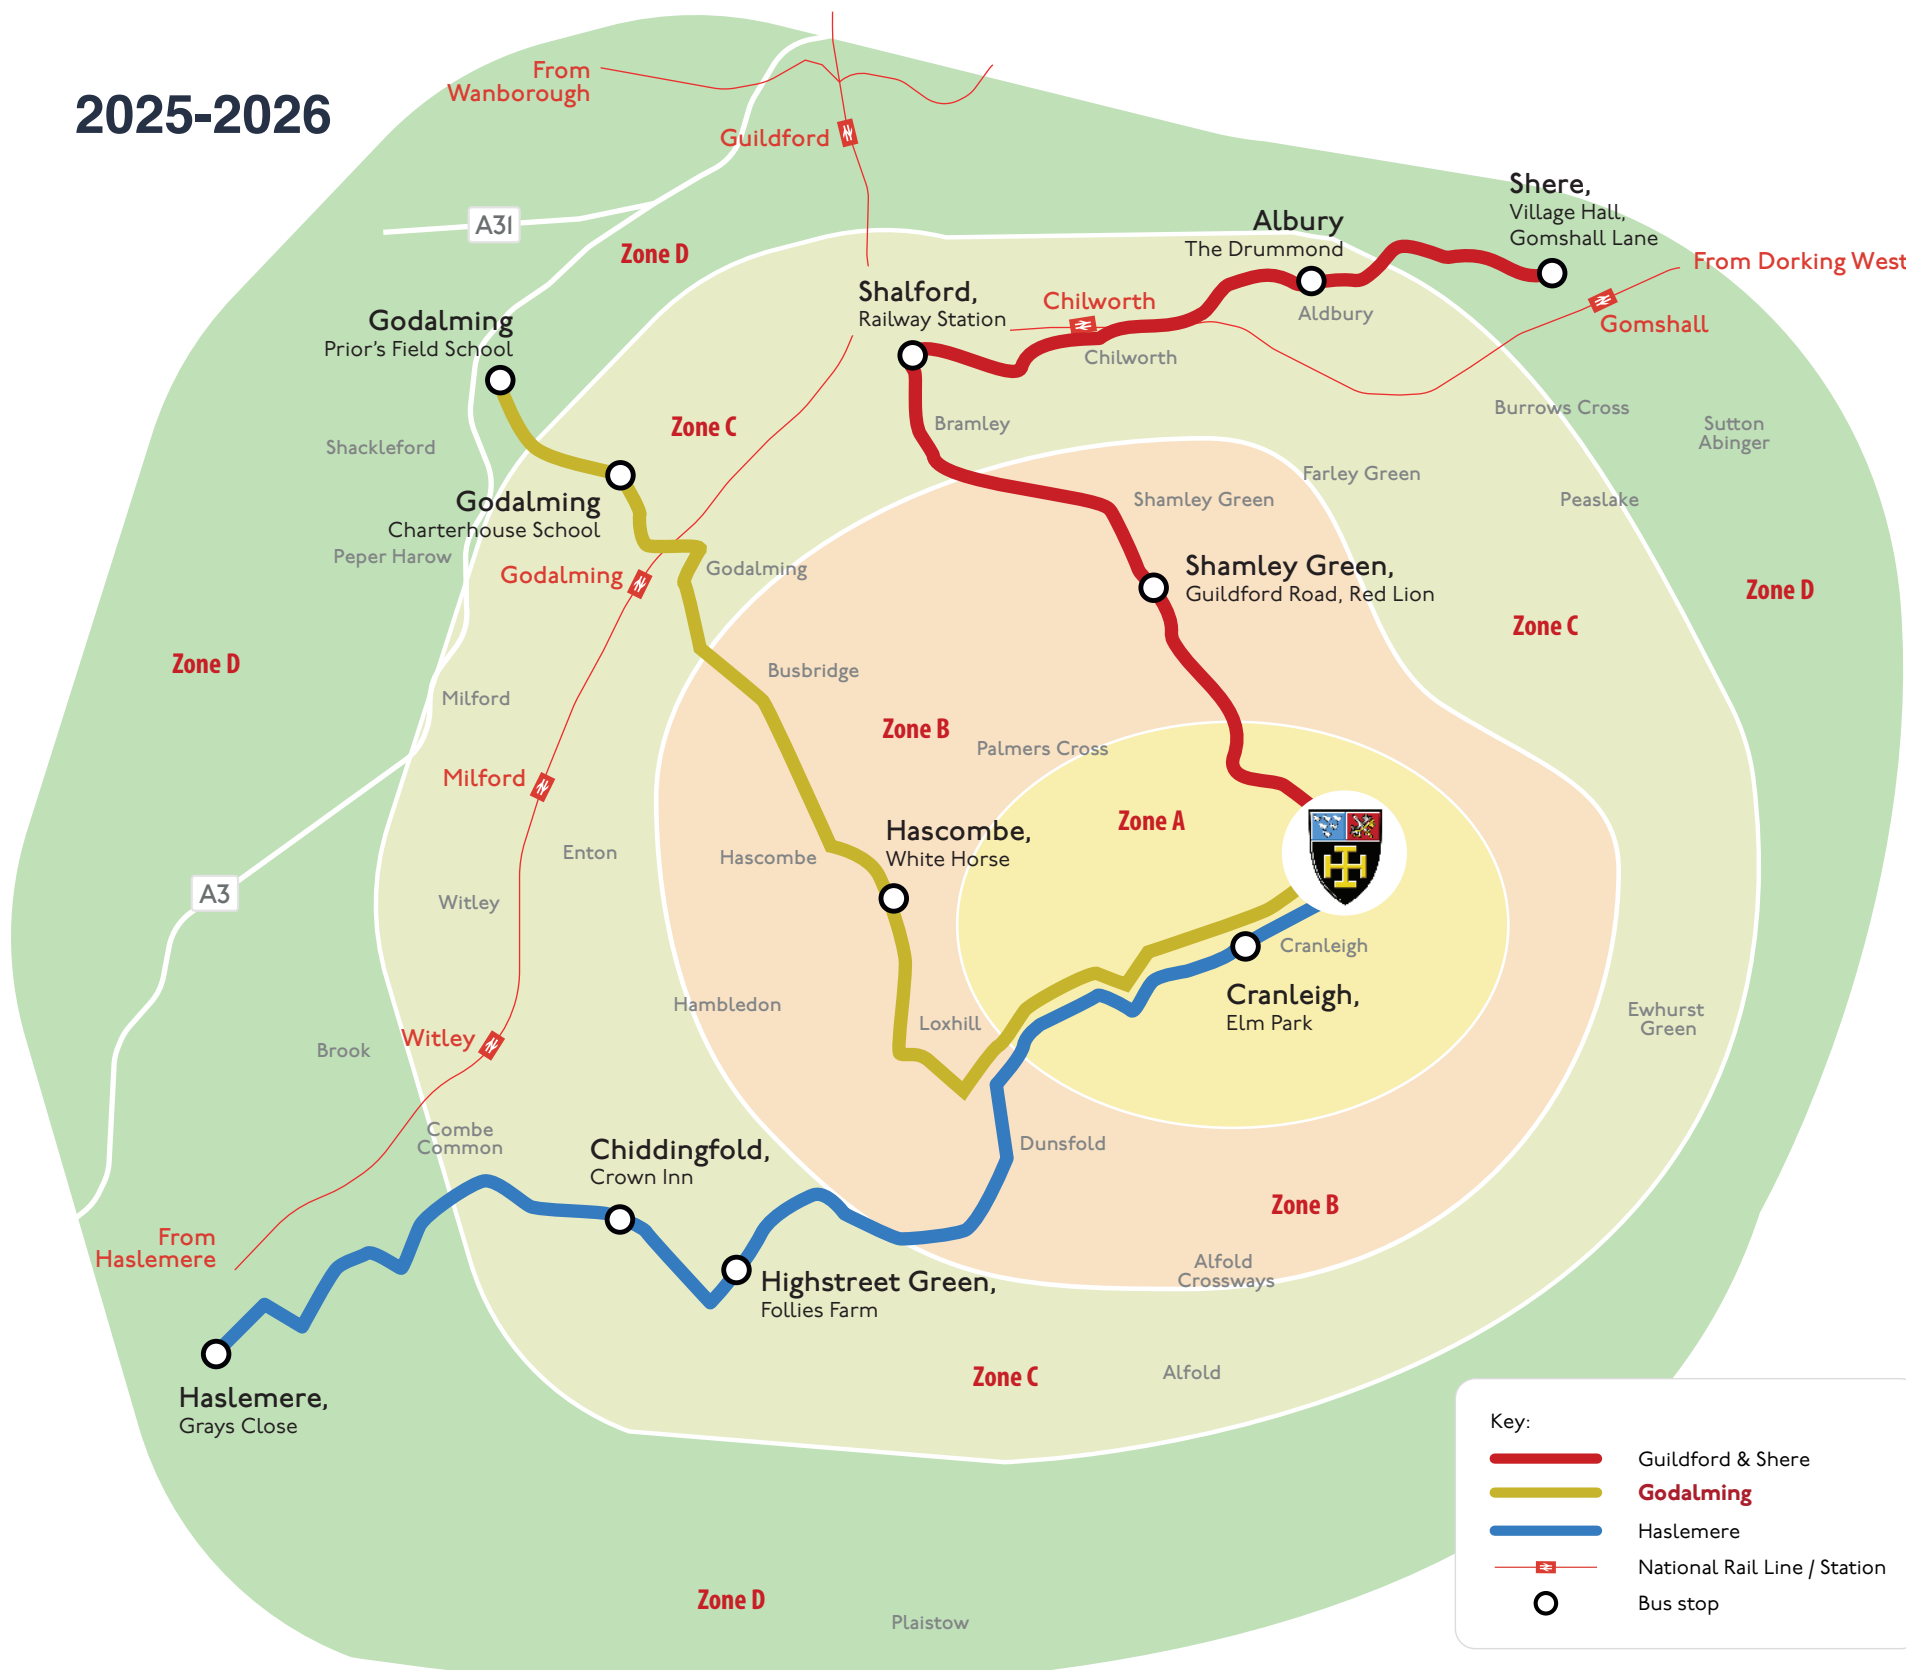 2025-2026
From
Wanborough
Guildford
A31
Zone D
Shere,
Village Hall,
Gomshall Lane
Albury
The Drummond
From Dorking West
Gomshall
Aldbury
Chilworth
Chilworth
Shalford,
Railway Station
Godalming
Prior's Field School
Shackleford
Zone C
Bramley
Burrows Cross
Sutton
Abinger
Farley Green
Peaslake
Shamley Green
Godalming
Charterhouse School
Peper Harow
Godalming
Godalming
Shamley Green,
Guildford Road, Red Lion
Zone D
Zone C
Zone D
Busbridge
Milford
Zone B
Palmers Cross
Milford
Zone A
Hascombe,
White Horse
Hascombe
Enton
A3
Witley
Cranleigh
Cranleigh,
Elm Park
Hambledon
Loxhill
Ewhurst
Green
Witley
Brook
Combe
Common
Dunsfold
Chiddingfold,
Crown Inn
Zone B
From
Haslemere
Alfold
Crossways
Highstreet Green,
Follies Farm
Haslemere,
Grays Close
Zone C
Alfold
Zone D
Plaistow
Key:
Guildford & Shere
Godalming
Haslemere
National Rail Line / Station
Bus stop